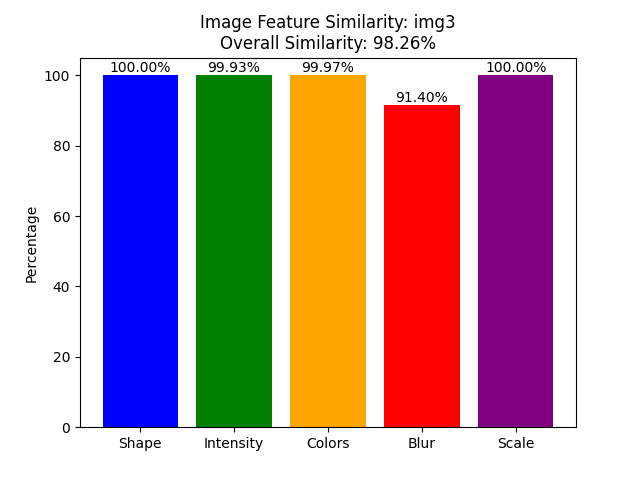 Image Feature Similarity: img3
Overall Similarity: 98.26%
100.00%
99.93%
99.97%
91.40%
100.00%
Percentage
100
80
60
40
20
0
Shape
Intensity
Colors
Blur
Scale